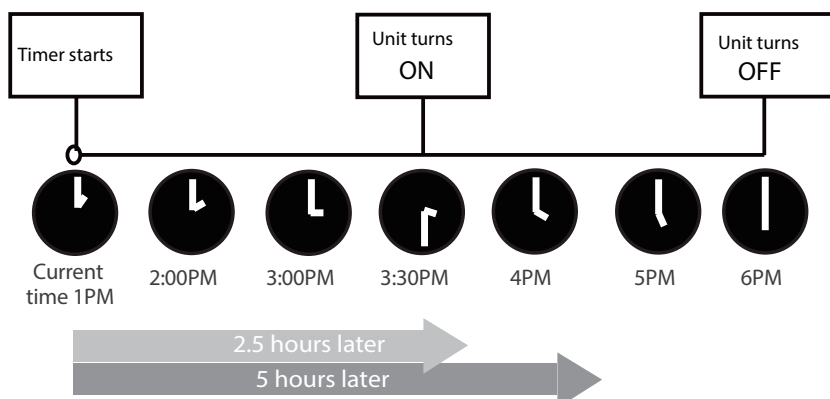 Timer starts
Unit turns
ON
Unit turns
OFF
Current
time 1PM
2:00PM
3:00PM
3:30PM
4PM
5PM
6PM
2.5 hours later
5 hours later